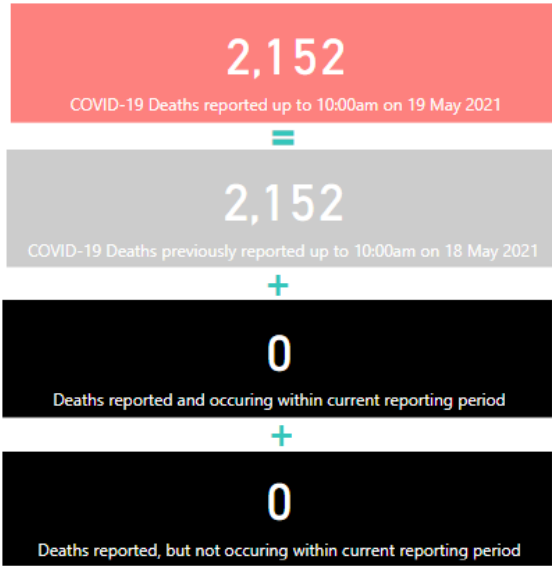 2,152
COVID-19 Deaths reported up to 10:00am on 19 May 2021
=
2,152
COVID-19 Deaths previously reported up to 10:00am on 18 May 2021
+
0
Deaths reported and occuring within current reporting period
+
0
Deaths reported, but not occuring within current reporting period